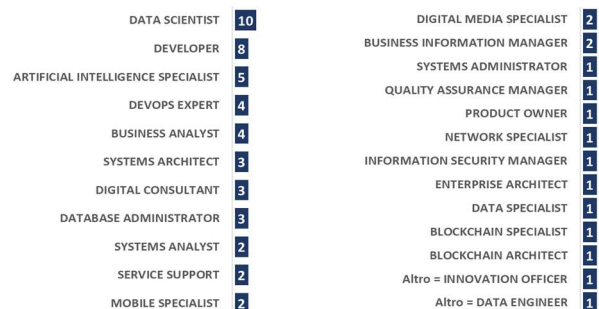 DATA SCIENTIST 10
DEVELOPER 8
ARTIFICIAL INTELLIGENCE SPECIALIST 5
DEVOPS EXPERT 4
BUSINESS ANALYST 4
SYSTEMS ARCHITECT 3
DIGITAL CONSULTANT 3
DATABASE ADMINISTRATOR 3
SYSTEMS ANALYST 2
SERVICE SUPPORT 2
MOBILE SPECIALIST 2
DIGITAL MEDIA SPECIALIST 2
BUSINESS INFORMATION MANAGER 2
SYSTEMS ADMINISTRATOR 1
QUALITY ASSURANCE MANAGER 1
PRODUCT OWNER 1
NETWORK SPECIALIST 1
INFORMATION SECURITY MANAGER 1
ENTERPRISE ARCHITECT 1
DATA SPECIALIST 1
BLOCKCHAIN SPECIALIST 1
BLOCKCHAIN ARCHITECT 1
Altro = INNOVATION OFFICER 1
Altro = DATA ENGINEER 1